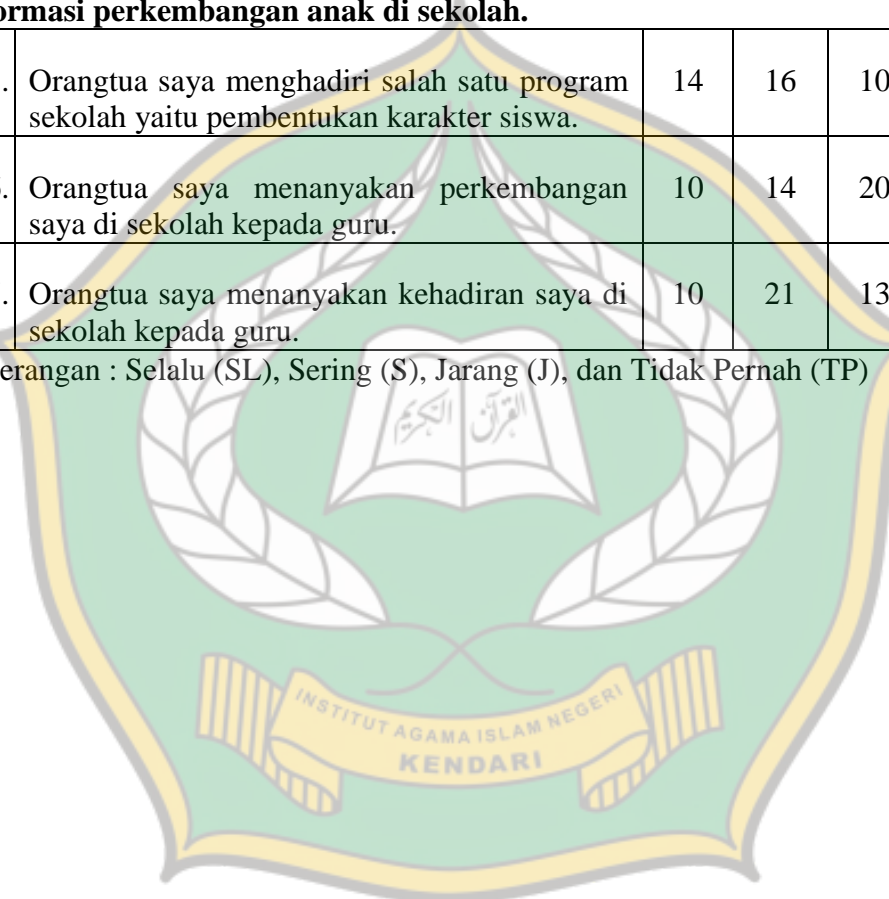 ormasi perkembangan anak di sekolah.
. Orangtua saya menghadiri salah satu program 14 16 10
sekolah yaitu pembentukan karakter siswa.
. Orangtua saya menanyakan perkembangan 10 14 20
saya di sekolah kepada guru.
. Orangtua saya menanyakan kehadiran saya di 10 21 13
sekolah kepada guru.
erangan : Selalu (SL), Sering (S), Jarang (J), dan Tidak Pernah (TP)
القرآن الكريم
INSTITUT AGAMA ISLAM NEGERI
KENDARI